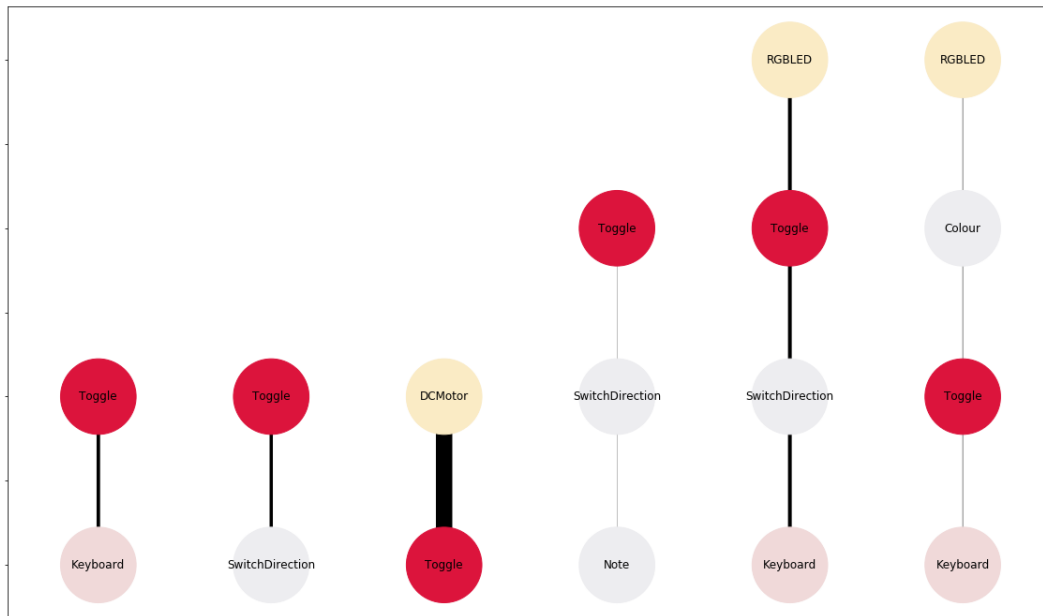 RGBLED
RGBLED
Toggle
Toggle
Colour
Toggle
Toggle
DCMotor
SwitchDirection
SwitchDirection
Toggle
Keyboard
SwitchDirection
Toggle
Note
Keyboard
Keyboard